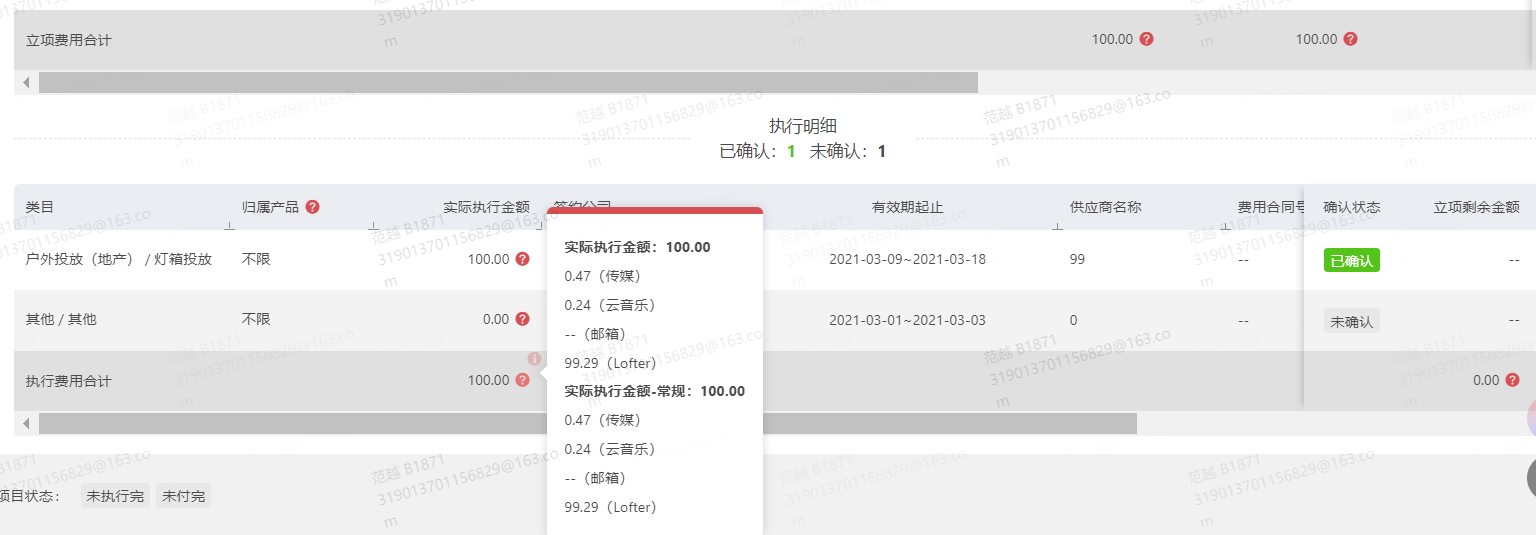 立项费用合计 100.00 100.00
执行明细
已确认：1 未确认：1
类目 归属产品 实际执行金额 签约公司 有效期起止 供应商名称 费用合同号 确认状态 立项剩余金额
户外投放（地产） / 灯箱投放 不限 100.00 2021-03-09~2021-03-18 99 -- 已确认 --
其他 / 其他 不限 0.00 2021-03-01~2021-03-03 0 -- 未确认 --
执行费用合计 100.00 0.00
实际执行金额：100.00
0.47（传媒）
0.24（云音乐）
--（邮箱）
99.29（Lofter）
实际执行金额-常规：100.00
0.47（传媒）
0.24（云音乐）
--（邮箱）
99.29（Lofter）
项目状态： 未执行完 未付完
范越 B1871
319013701156829@163.co
m